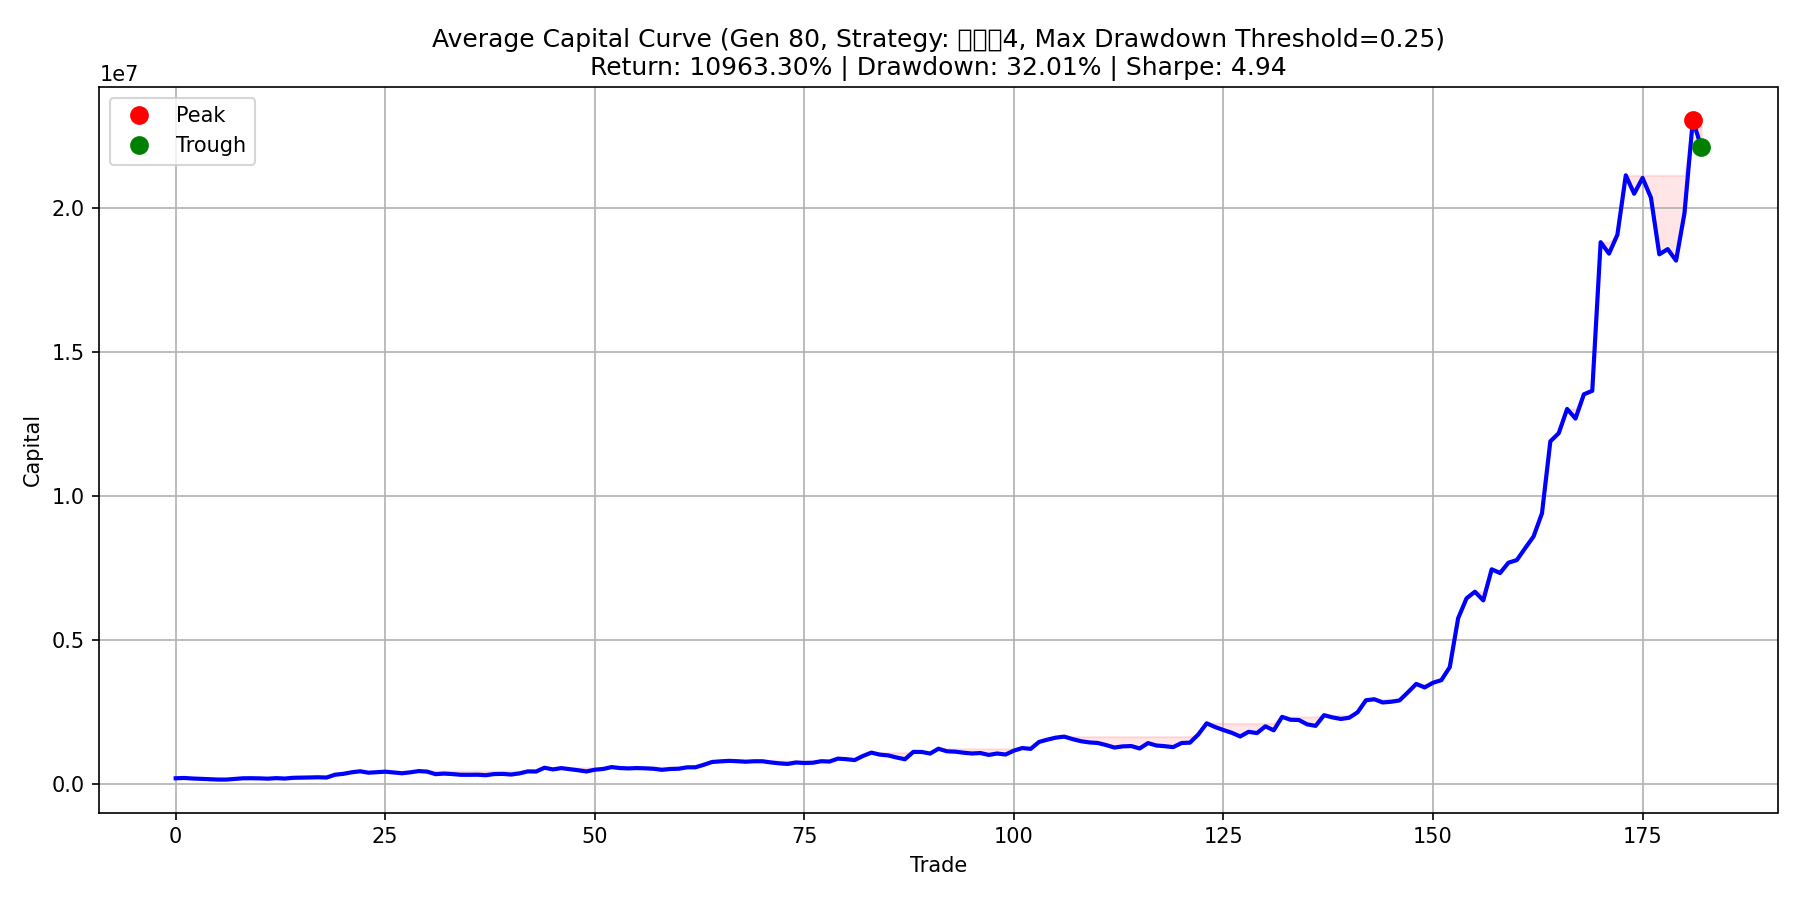 Average Capital Curve (Gen 80, Strategy: 4, Max Drawdown Threshold=0.25)
Return: 10963.30% | Drawdown: 32.01% | Sharpe: 4.94
1e7
Peak
Trough
2.0
1.5
1.0
0.5
0.0
Capital
0 25 50 75 100 125 150 175
Trade